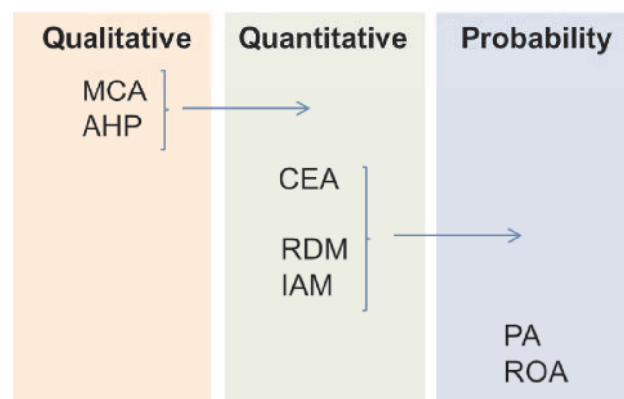 Qualitative
Quantitative
Probability
MCA
AHP
CEA
RDM
IAM
PA
ROA